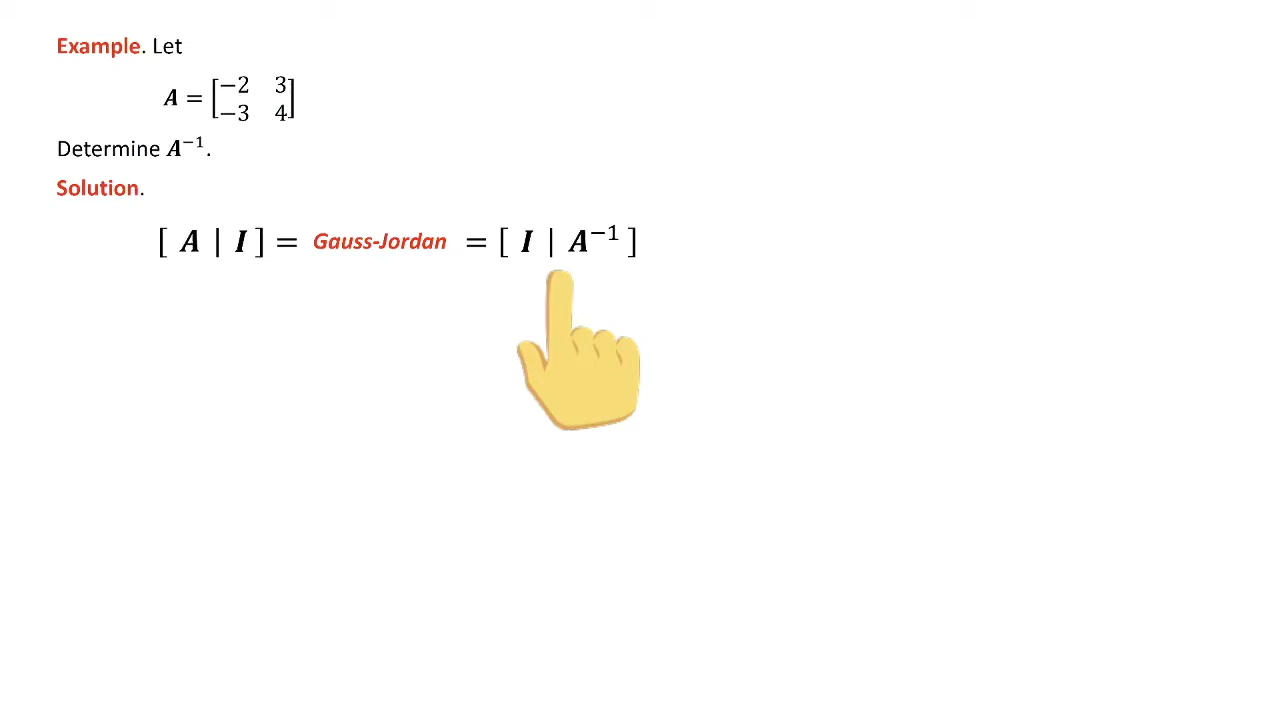 Example. Let
𝑨 = [−2 3
−3 4]
Determine 𝑨⁻¹.
Solution.
[ 𝑨 | 𝑰 ] = Gauss-Jordan = [ 𝑰 | 𝑨⁻¹ ]